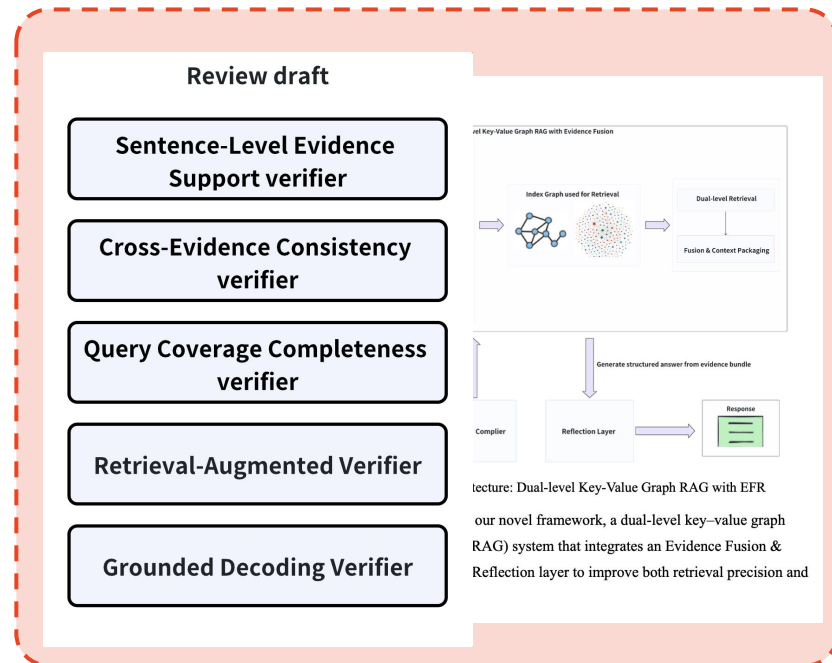 Review draft
Sentence-Level Evidence
Support verifier
Cross-Evidence Consistency
verifier
Query Coverage Completeness
verifier
Retrieval-Augmented Verifier
Grounded Decoding Verifier
vel Key-Value Graph RAG with Evidence Fusion
Index Graph used for Retrieval
Dual-level Retrieval
Fusion & Context Packaging
Generate structured answer from evidence bundle
Complier
Reflection Layer
Response
tecture: Dual-level Key-Value Graph RAG with EFR
our novel framework, a dual-level key–value graph
RAG) system that integrates an Evidence Fusion &
Reflection layer to improve both retrieval precision and